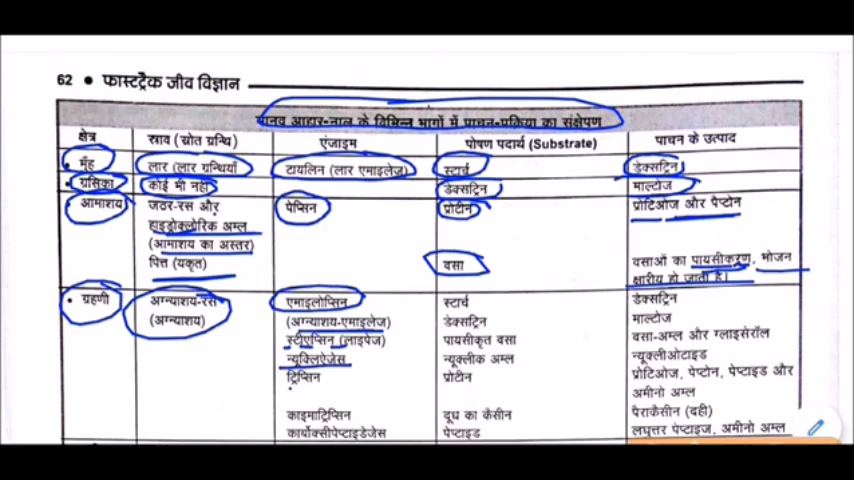 62 ● फास्टट्रैक जीव विज्ञान
मानव आहार-नाल के विभिन्न भागों में पाचन-प्रक्रिया का संक्षेपण
क्षेत्र स्राव (स्रोत ग्रन्थि) एंजाइम पोषण पदार्थ (Substrate) पाचन के उत्पाद
• मुँह लार (लार ग्रन्थियाँ) टायलिन (लार एमाइलेज) स्टार्च डेक्सट्रिन
• ग्रसिका कोई भी नहीं डेक्सट्रिन माल्टोज
आमाशय जठर-रस और पेप्सिन प्रोटीन प्रोटिओज और पैप्टोन
हाइड्रोक्लोरिक अम्ल
(आमाशय का अस्तर)
पित्त (यकृत) वसा वसाओं का पायसीकरण, भोजन
क्षारीय हो जाता है।
• ग्रहणी अग्न्याशय-रस एमाइलोप्सिन स्टार्च डेक्सट्रिन
(अग्न्याशय) (अग्न्याशय-एमाइलेज) डेक्सट्रिन माल्टोज
स्टीएप्सिन (लाइपेज) पायसीकृत वसा वसा-अम्ल और ग्लाइसेरॉल
न्यूक्लिऐजेस न्यूक्लीक अम्ल न्यूक्लीओटाइड
ट्रिप्सिन प्रोटीन प्रोटिओज, पेप्टोन, पेप्टाइड और
अमीनो अम्ल
काइमाट्रिप्सिन दूध का कैसीन पैराकैसीन (दही)
कार्योक्सीपेप्टाइडेजेस पेप्टाइड लघुत्तर पेप्टाइज, अमीनो अम्ल